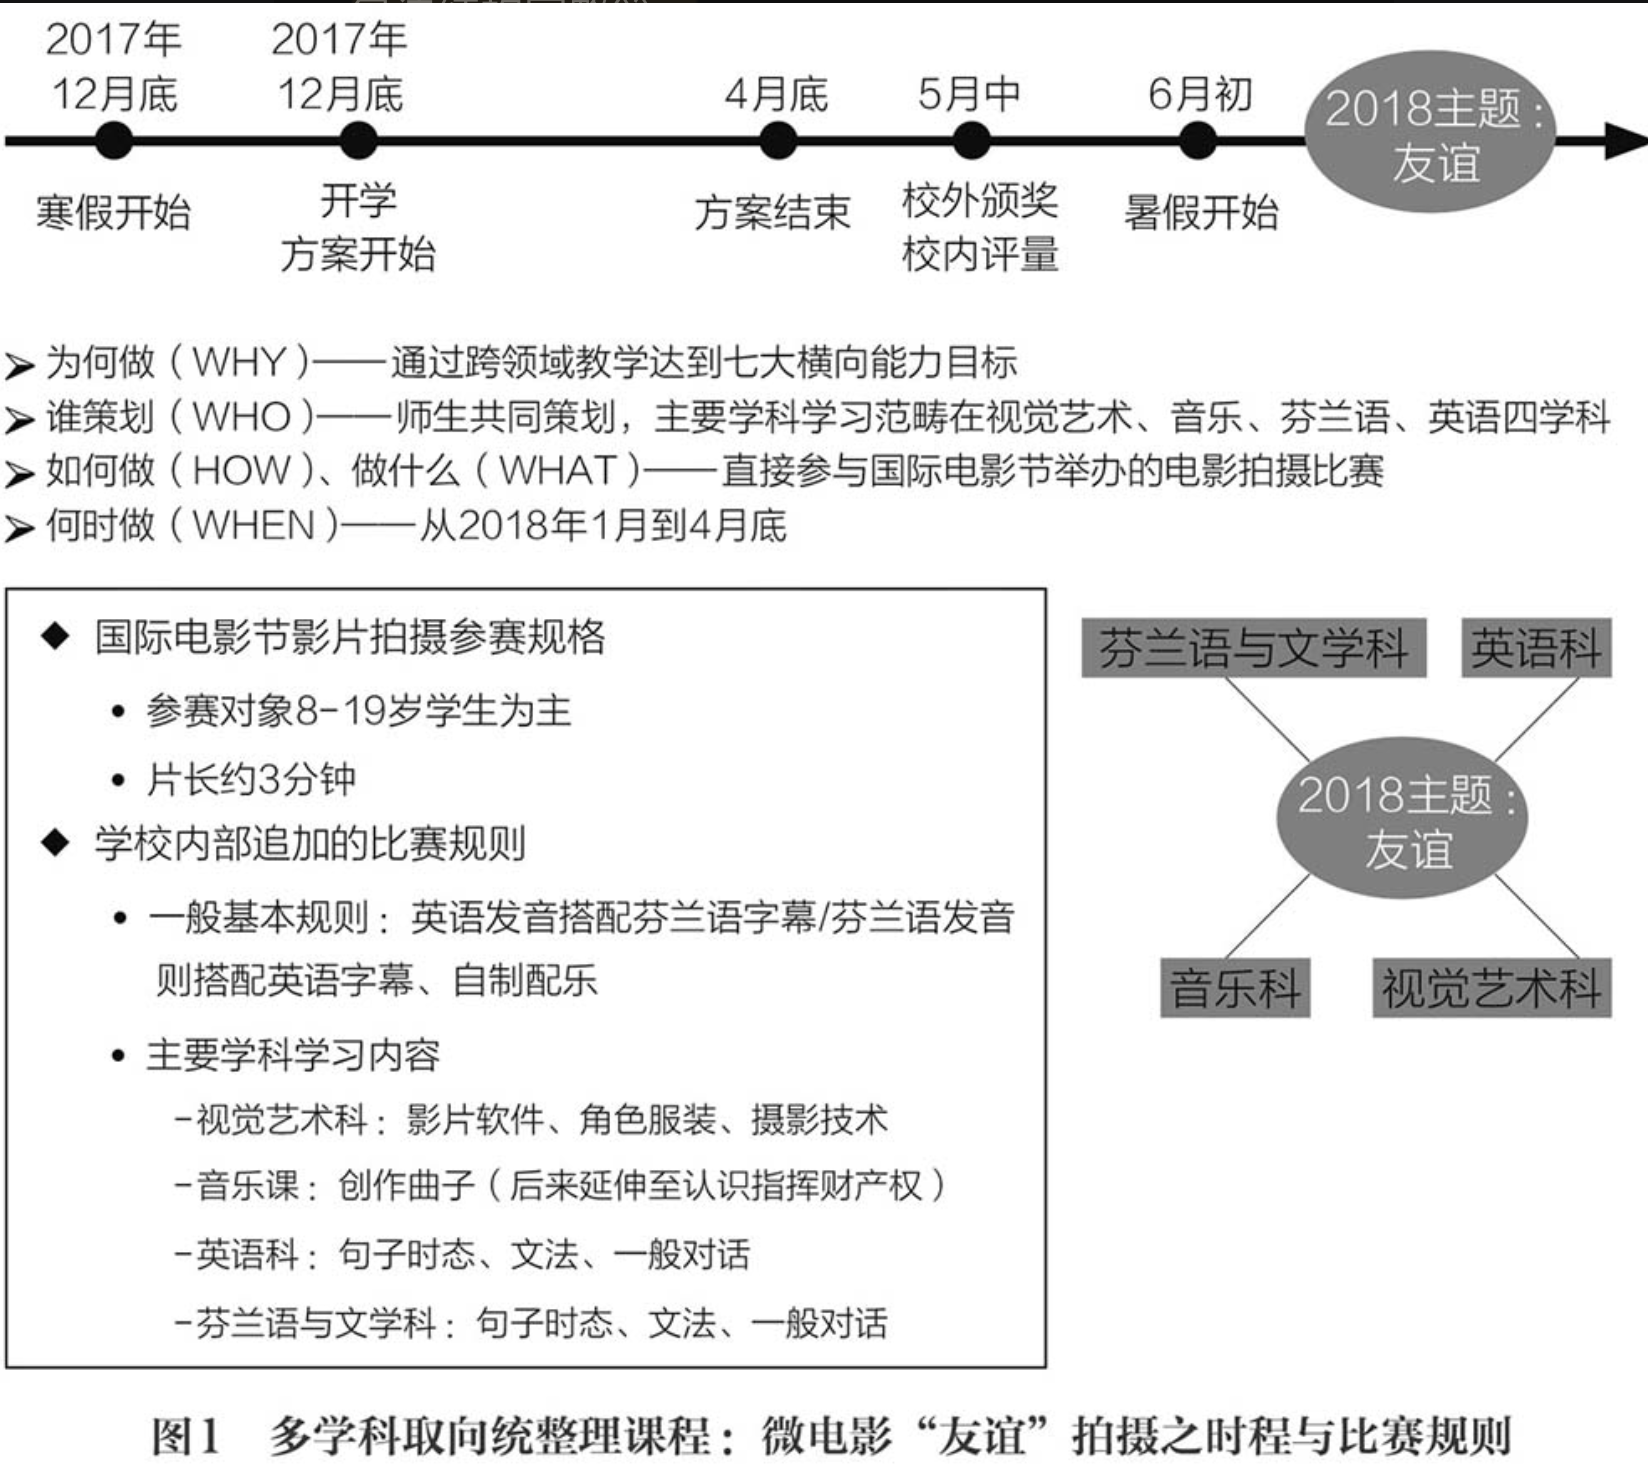 2017年
12月底
2017年
12月底
4月底
5月中
6月初
2018主题：
友谊
寒假开始
开学
方案开始
方案结束
校外颁奖
校内评量
暑假开始
➢ 为何做（WHY）——通过跨领域教学达到七大横向能力目标
➢ 谁策划（WHO）——师生共同策划，主要学科学习范畴在视觉艺术、音乐、芬兰语、英语四学科
➢ 如何做（HOW）、做什么（WHAT）——直接参与国际电影节举办的电影拍摄比赛
➢ 何时做（WHEN）——从2018年1月到4月底
◆ 国际电影节影片拍摄参赛规格
• 参赛对象8-19岁学生为主
• 片长约3分钟
◆ 学校内部追加的比赛规则
• 一般基本规则：英语发音搭配芬兰语字幕/芬兰语发音
则搭配英语字幕、自制配乐
• 主要学科学习内容
-视觉艺术科：影片软件、角色服装、摄影技术
-音乐课：创作曲子（后来延伸至认识指挥财产权）
-英语科：句子时态、文法、一般对话
-芬兰语与文学科：句子时态、文法、一般对话
芬兰语与文学科
英语科
2018主题：
友谊
音乐科
视觉艺术科
图1 多学科取向统整理课程：微电影“友谊”拍摄之时程与比赛规则